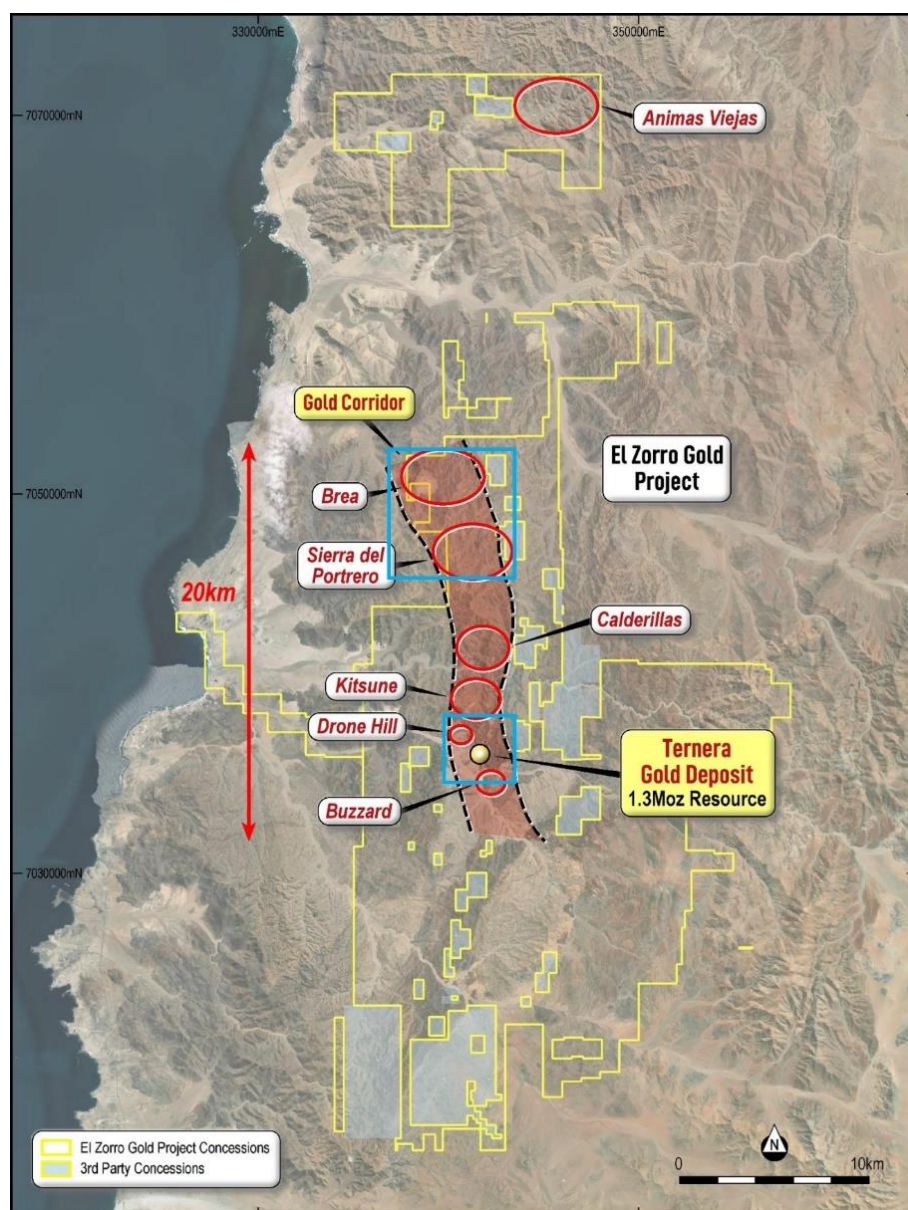 330000mE
350000mE
7070000mN
Animas Viejas
Gold Corridor
El Zorro Gold
Project
7050000mN
Brea
Sierra del
Portrero
20km
Calderillas
Kitsune
Drone Hill
Ternera
Gold Deposit
1.3Moz Resource
Buzzard
7030000mN
El Zorro Gold Project Concessions
3rd Party Concessions
N
0
10km